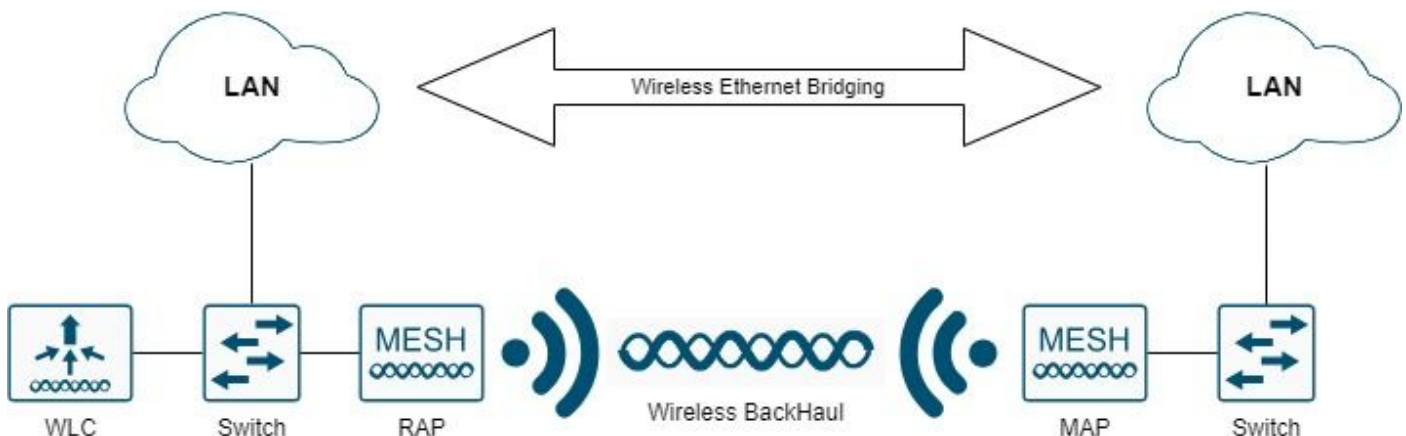 LAN
Wireless Ethernet Bridging
LAN
MESH
MESH
WLC
Switch
RAP
Wireless BackHaul
MAP
Switch